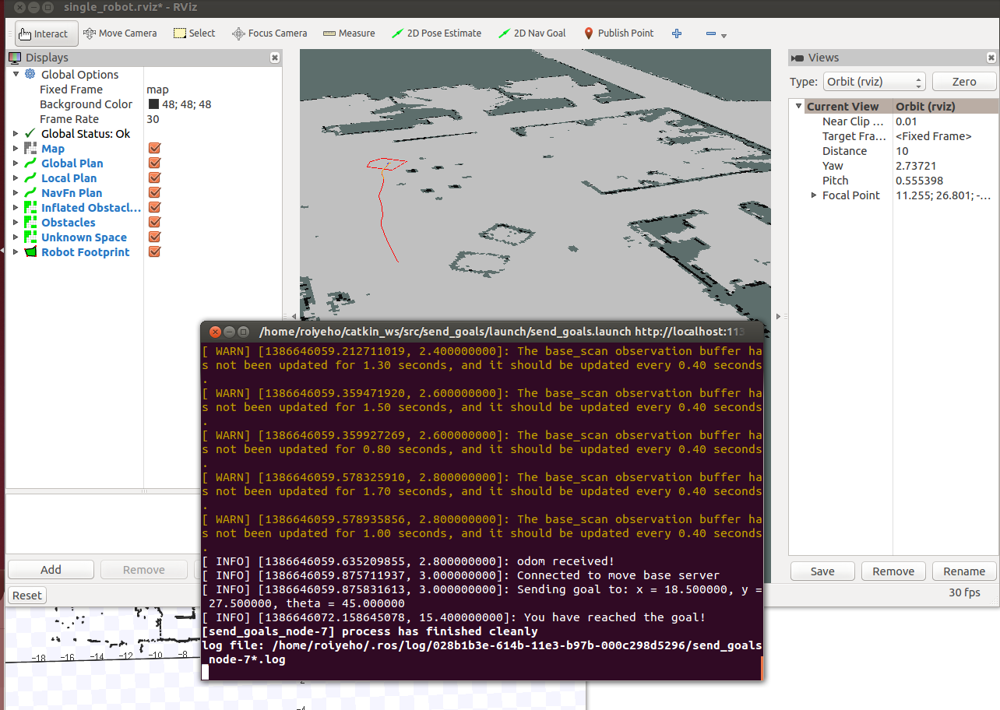 single_robot.rviz* - RViz
Interact Move Camera Select Focus Camera Measure 2D Pose Estimate 2D Nav Goal Publish Point
Displays
Global Options
Fixed Frame map
Background Color 48; 48; 48
Frame Rate 30
Global Status: Ok
Map
Global Plan
Local Plan
NavFn Plan
Inflated Obstacl...
Obstacles
Unknown Space
Robot Footprint
Add Remove
Reset
Views
Type: Orbit (rviz) Zero
Current View Orbit (rviz)
Near Clip ... 0.01
Target Fra... <Fixed Frame>
Distance 10
Yaw 2.73721
Pitch 0.555398
Focal Point 11.255; 26.801; -...
Save Remove Rename
30 fps
/home/roiyeho/catkin_ws/src/send_goals/launch/send_goals.launch http://localhost:113
[ WARN] [1386646059.212711019, 2.400000000]: The base_scan observation buffer ha
s not been updated for 1.30 seconds, and it should be updated every 0.40 seconds
.
[ WARN] [1386646059.359471920, 2.600000000]: The base_scan observation buffer ha
s not been updated for 1.50 seconds, and it should be updated every 0.40 seconds
.
[ WARN] [1386646059.359927269, 2.600000000]: The base_scan observation buffer ha
s not been updated for 0.80 seconds, and it should be updated every 0.40 seconds
.
[ WARN] [1386646059.578325910, 2.800000000]: The base_scan observation buffer ha
s not been updated for 1.70 seconds, and it should be updated every 0.40 seconds
.
[ WARN] [1386646059.578935856, 2.800000000]: The base_scan observation buffer ha
s not been updated for 1.00 seconds, and it should be updated every 0.40 seconds
.
[ INFO] [1386646059.635209855, 2.800000000]: odom received!
[ INFO] [1386646059.875711937, 3.000000000]: Connected to move base server
[ INFO] [1386646059.875831613, 3.000000000]: Sending goal to: x = 18.500000, y =
27.500000, theta = 45.000000
[ INFO] [1386646072.158645078, 15.400000000]: You have reached the goal!
[send_goals_node-7] process has finished cleanly
log file: /home/roiyeho/.ros/log/028b1b3e-614b-11e3-b97b-000c298d5296/send_goals
_node-7*.log
-18 -16 -14 -12 -10 -8
-4